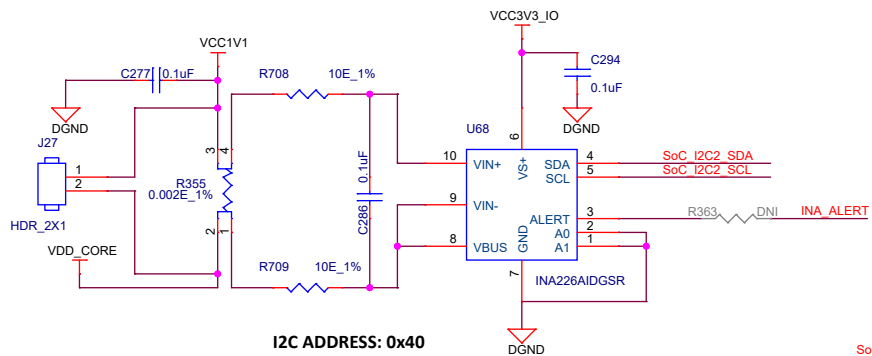 VCC3V3_IO
VCC1V1
C277 0.1uF
C294
0.1uF
R708 10E_1%
DGND
DGND
J27
U68
6
3 4
1
2
10 VIN+ VS+ SDA 4 SoC_I2C2_SDA
SCL 5 SoC_I2C2_SCL
R355
0.002E_1%
0.1uF
C286
9 VIN-
HDR_2X1
ALERT 3 R363 DNI INA_ALERT
GND A0 2
2 1
8 VBUS A1 1
VDD_CORE
R709 10E_1%
7
INA226AIDGSR
I2C ADDRESS: 0x40
DGND
So